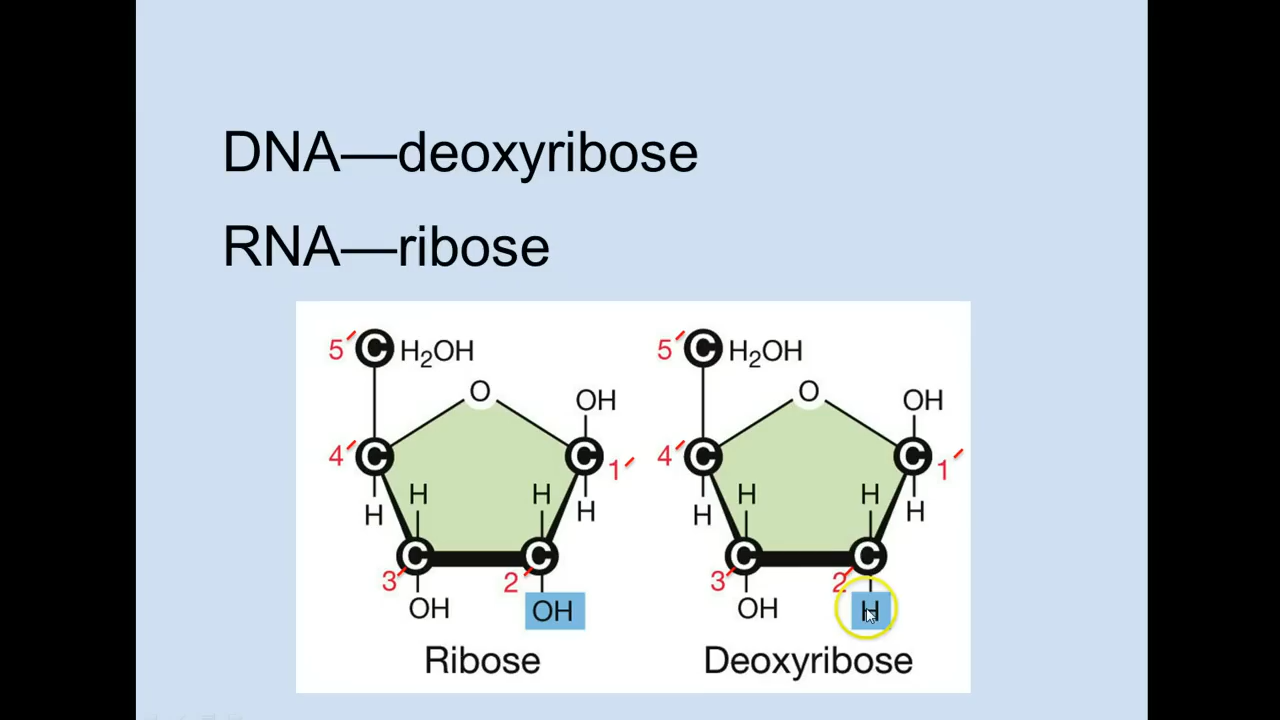 DNA—deoxyribose
RNA—ribose
5′ C H₂OH 5′ C H₂OH
O O
OH OH
4′ C C 1′ 4′ C C 1′
H H H H
H H H H
3′ C C 2′ 3′ C C 2′
OH OH OH H
Ribose Deoxyribose